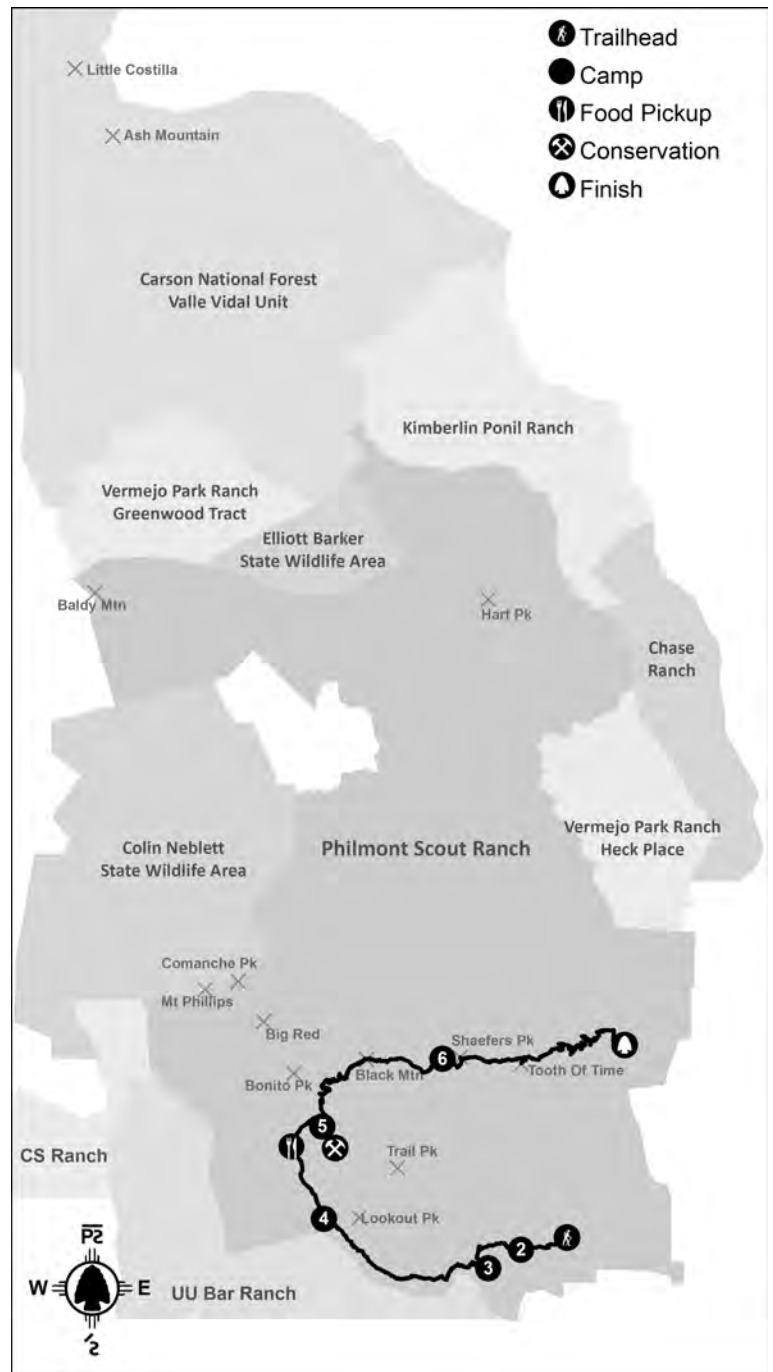 Trailhead
Camp
Food Pickup
Conservation
Finish
Little Costilla
Ash Mountain
Carson National Forest
Valle Vidal Unit
Kimberlin Ponil Ranch
Vermejo Park Ranch
Greenwood Tract
Elliott Barker
State Wildlife Area
Baldy Mtn
Hart Pk
Chase
Ranch
Colin Neblett
State Wildlife Area
Philmont Scout Ranch
Vermejo Park Ranch
Heck Place
Comanche Pk
Mt Phillips
Big Red
Shaefers Pk
6
Bonito Pk
Black Mtn
Tooth Of Time
5
CS Ranch
Trail Pk
4
Lookout Pk
2
3
W
E
UU Bar Ranch